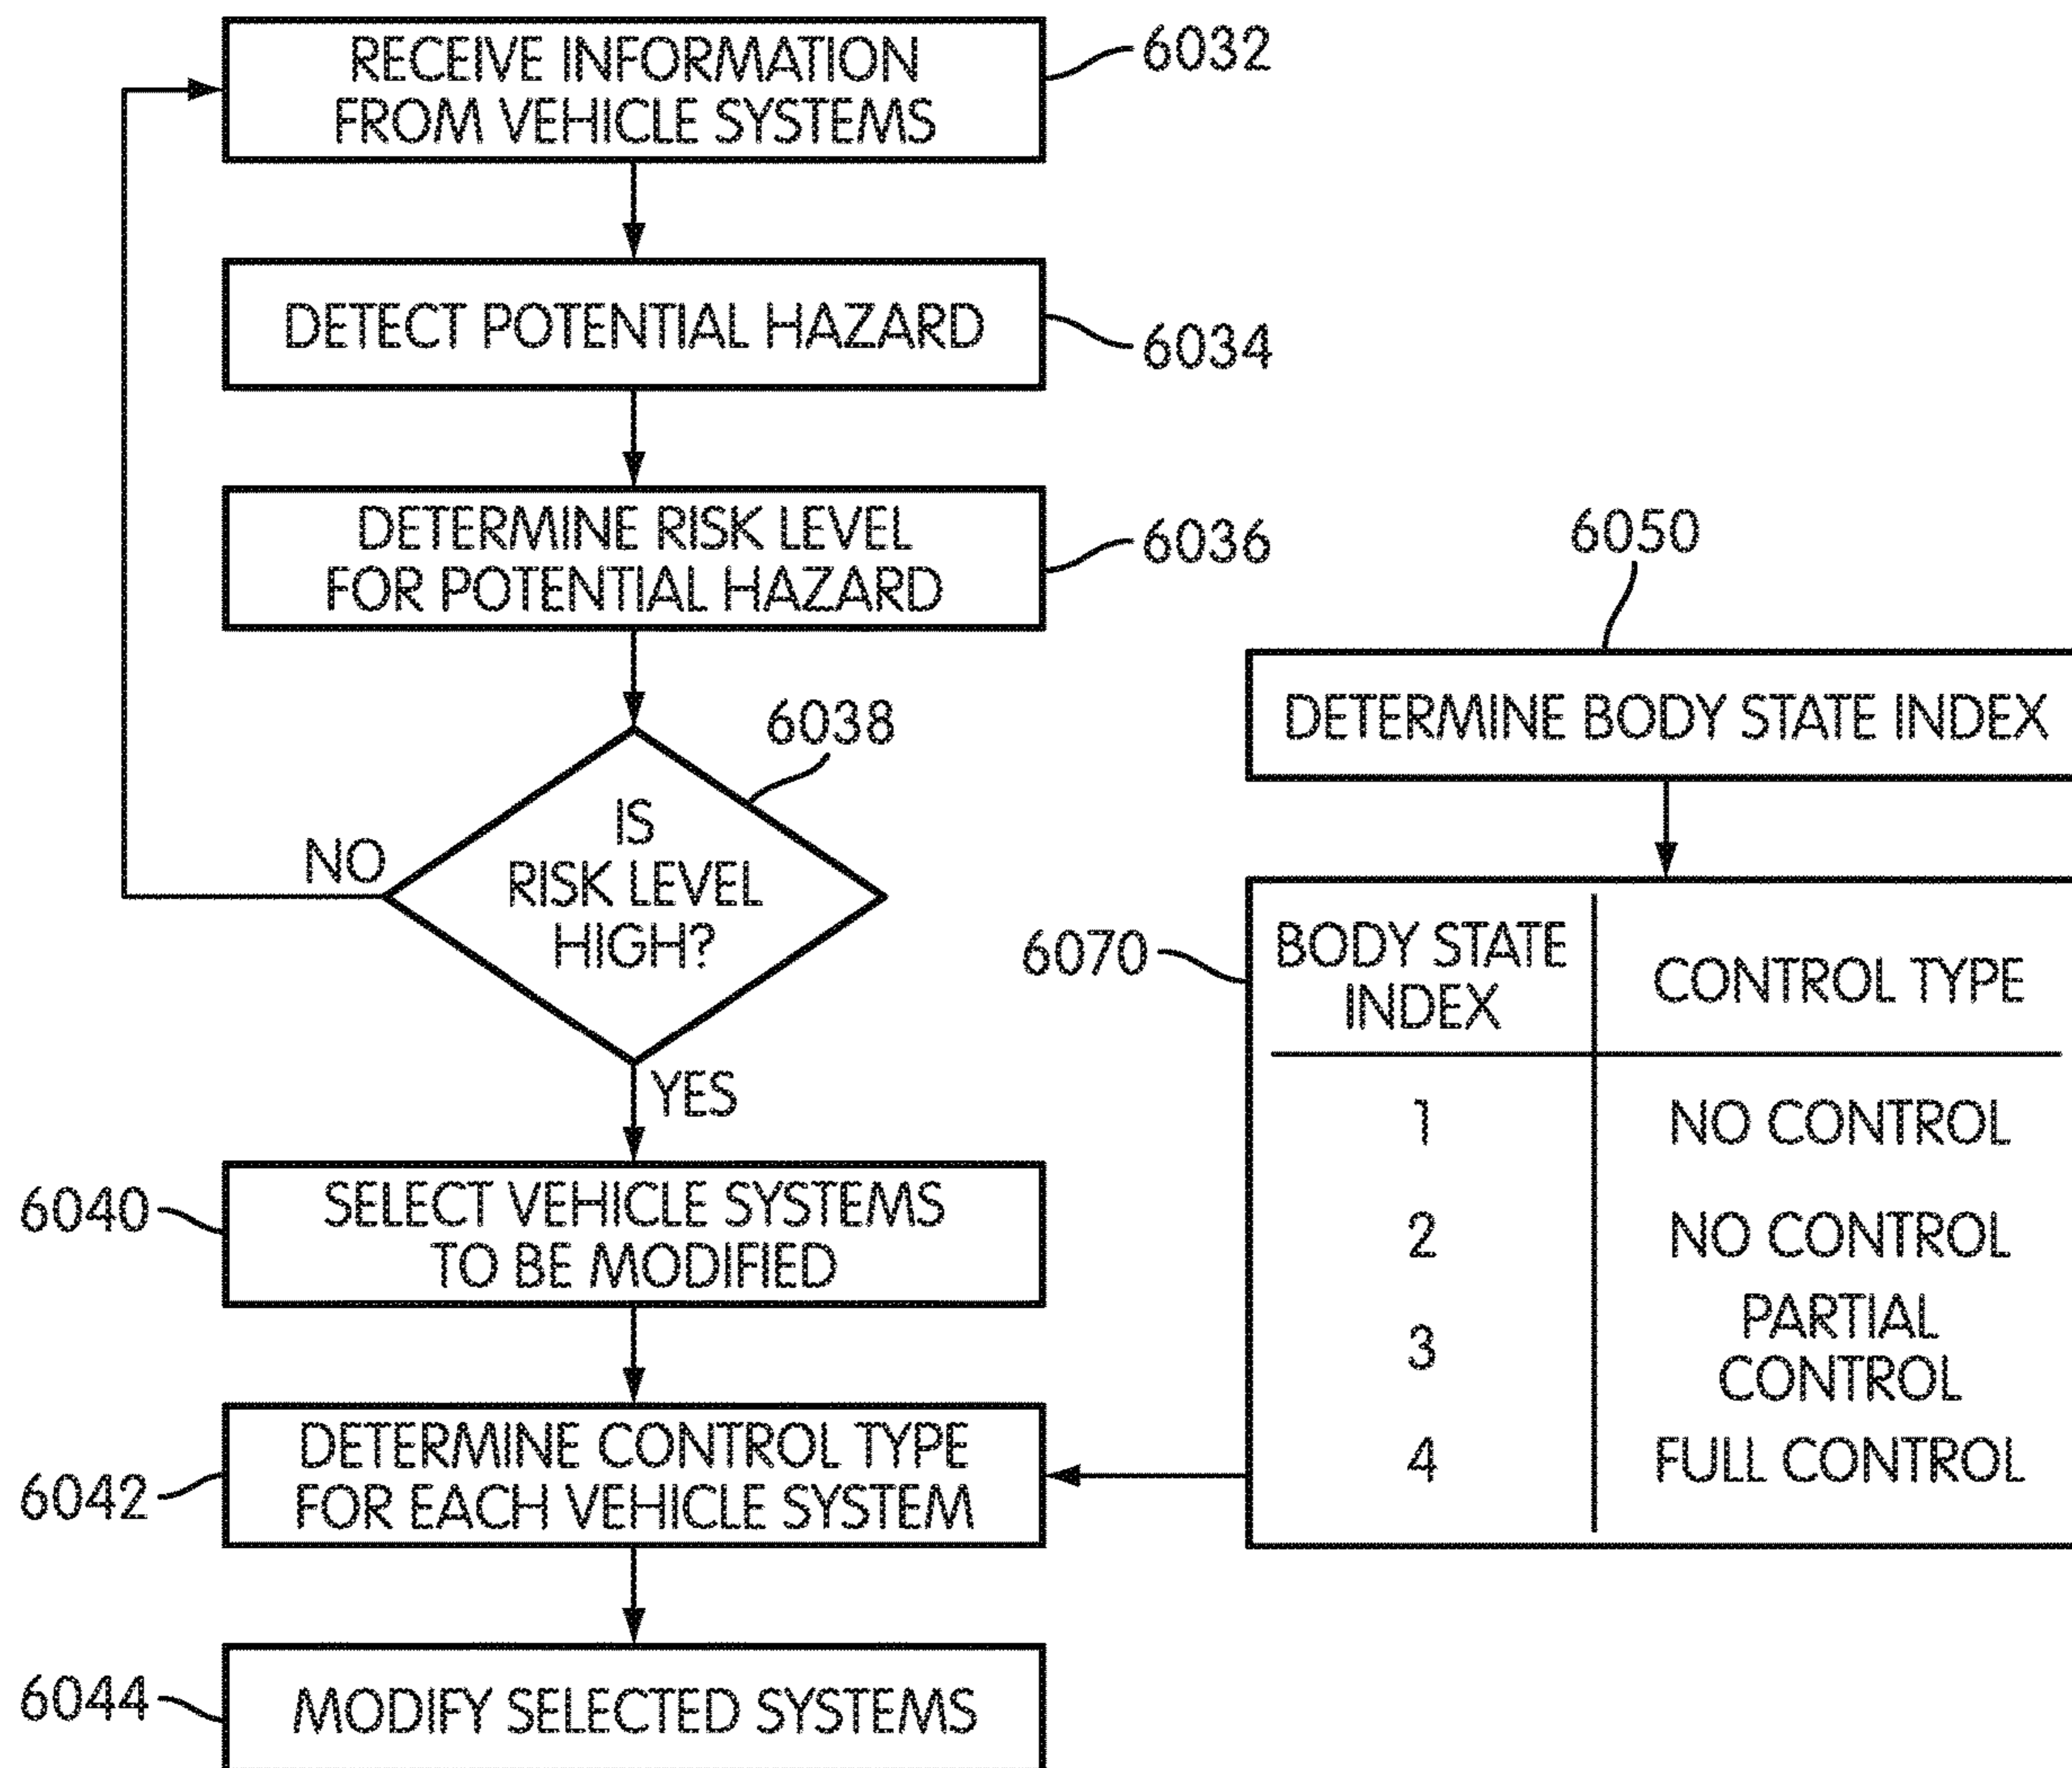 RECEIVE INFORMATION
FROM VEHICLE SYSTEMS
6032
DETECT POTENTIAL HAZARD
6034
DETERMINE RISK LEVEL
FOR POTENTIAL HAZARD
6036
6038
IS
RISK LEVEL
HIGH?
NO
YES
6040
SELECT VEHICLE SYSTEMS
TO BE MODIFIED
6042
DETERMINE CONTROL TYPE
FOR EACH VEHICLE SYSTEM
6044
MODIFY SELECTED SYSTEMS
6050
DETERMINE BODY STATE INDEX
6070
BODY STATE
INDEX
CONTROL TYPE
1 NO CONTROL
2 NO CONTROL
3 PARTIAL
CONTROL
4 FULL CONTROL